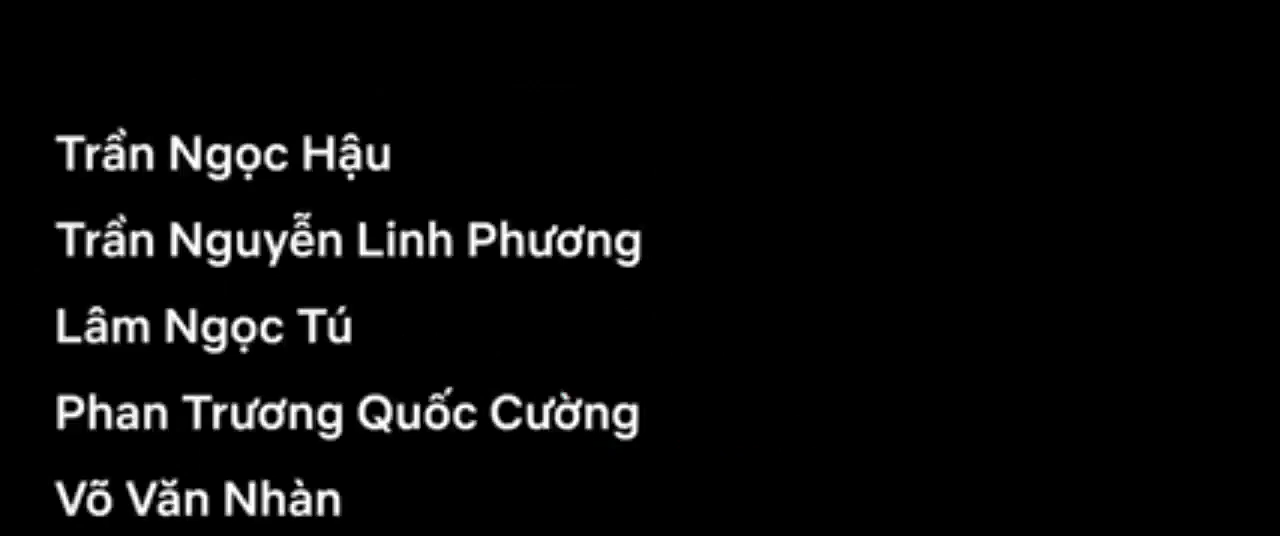 Trần Ngọc Hậu
Trần Nguyễn Linh Phương
Lâm Ngọc Tú
Phan Trương Quốc Cường
Võ Văn Nhàn